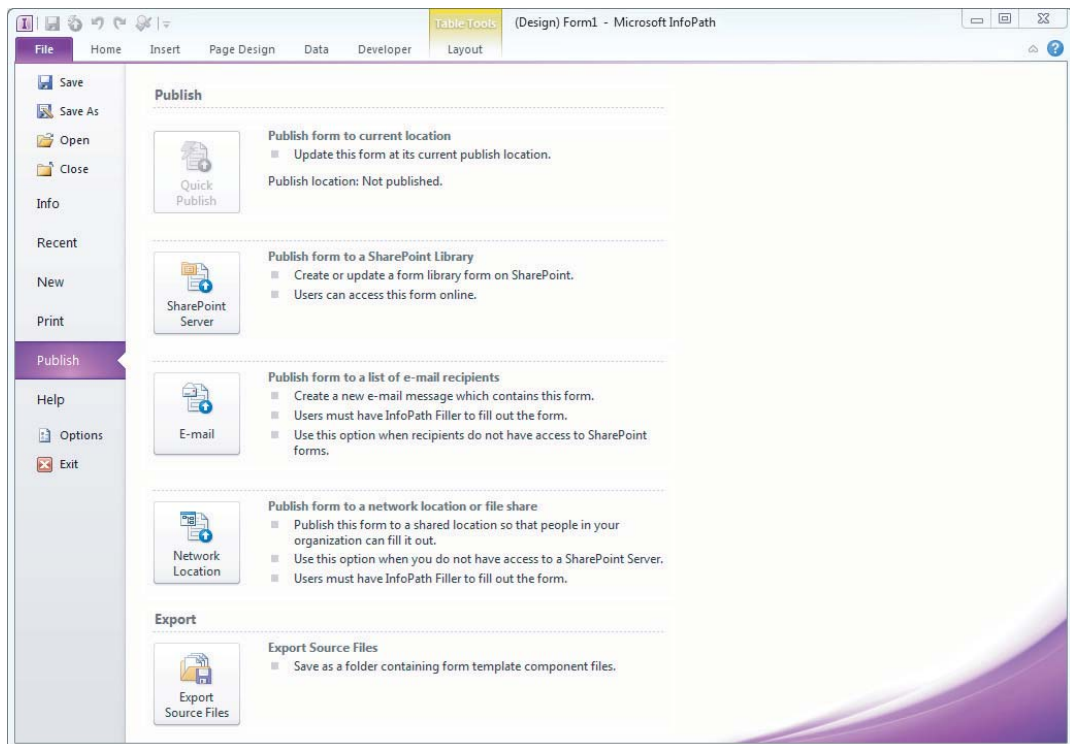 Table Tools
(Design) Form1 - Microsoft InfoPath
File Home Insert Page Design Data Developer Layout
Save
Save As
Open
Close
Info
Recent
New
Print
Publish
Help
Options
Exit
Publish
Quick
Publish
Publish form to current location
Update this form at its current publish location.
Publish location: Not published.
SharePoint
Server
Publish form to a SharePoint Library
Create or update a form library form on SharePoint.
Users can access this form online.
E-mail
Publish form to a list of e-mail recipients
Create a new e-mail message which contains this form.
Users must have InfoPath Filler to fill out the form.
Use this option when recipients do not have access to SharePoint
forms.
Network
Location
Publish form to a network location or file share
Publish this form to a shared location so that people in your
organization can fill it out.
Use this option when you do not have access to a SharePoint Server.
Users must have InfoPath Filler to fill out the form.
Export
Export
Source Files
Export Source Files
Save as a folder containing form template component files.